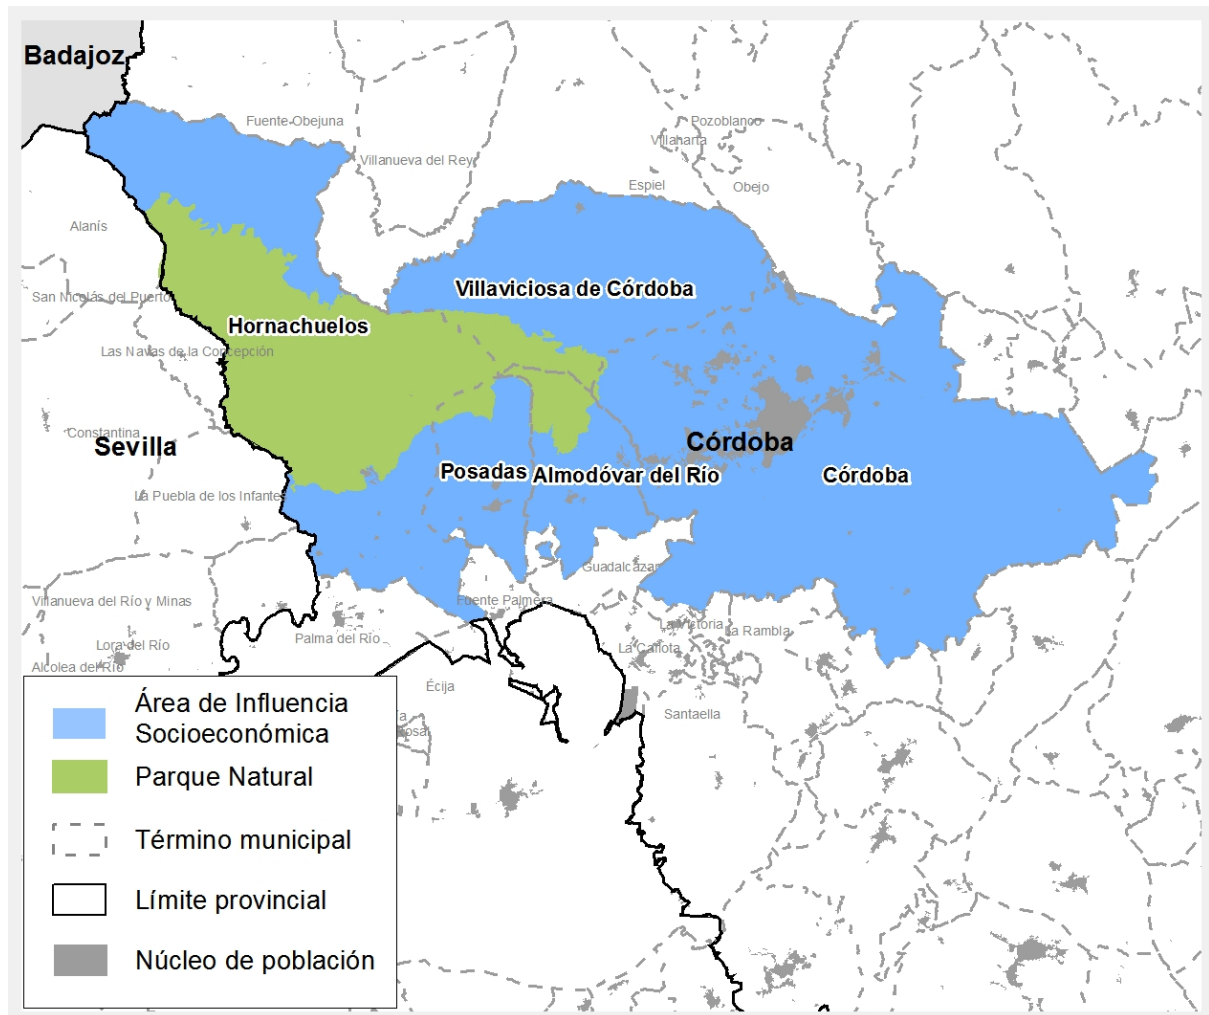 Badajoz
Fuente Obejuna
Pozoblanco
Villaharta
Villanueva del Rey
Espiel
Obejo
Alanís
Villaviciosa de Córdoba
San Nicolás del Puerto
Hornachuelos
Las Navas de la Concepción
Constantina
Sevilla
Córdoba
Posadas
Almodóvar del Río
Córdoba
La Puebla de los Infante
Guadalcázar
Villanueva del Río y Minas
Fuente Palmera
La Victoria
La Rambla
Palma del Río
Lora del Río
La Carlota
Alcolea del Río
Écija
Santaella
Área de Influencia
Socioeconómica
Parque Natural
Término municipal
Límite provincial
Núcleo de población